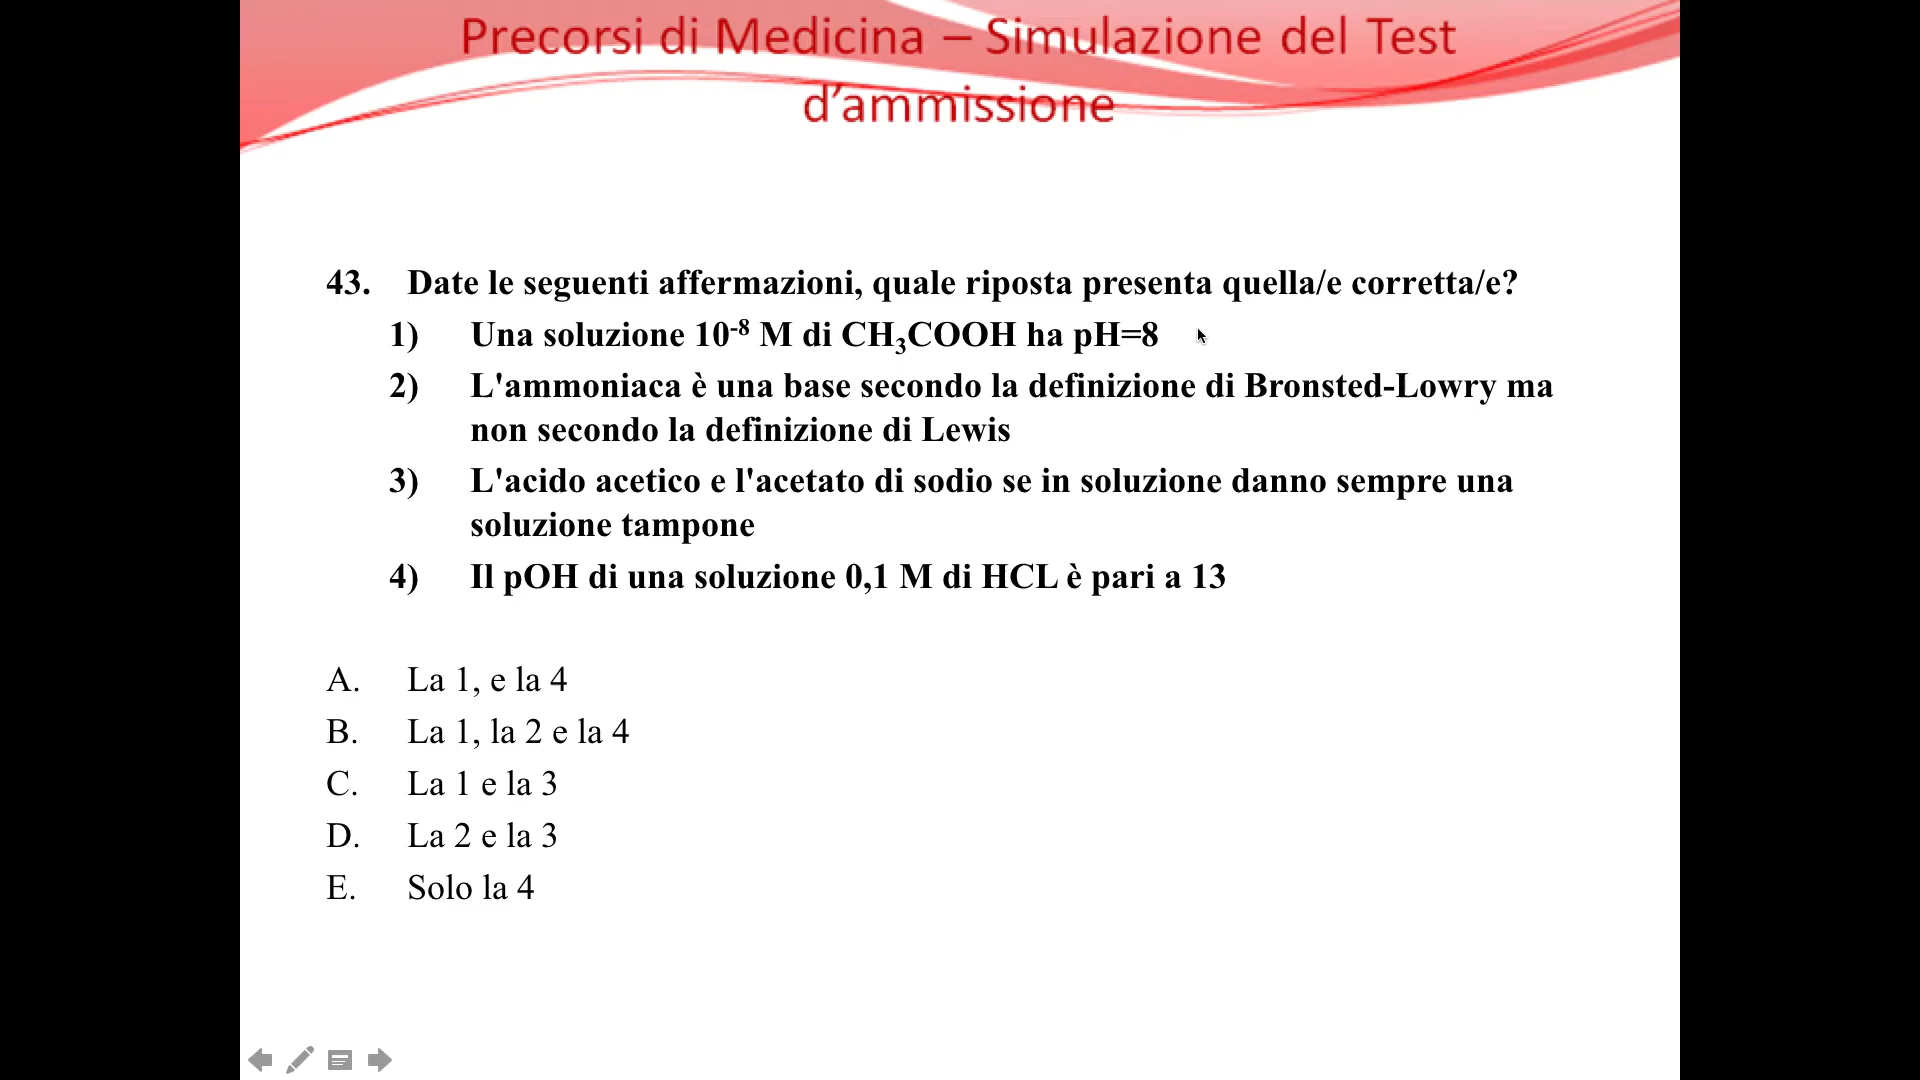 Precorsi di Medicina – Simulazione del Test
d’ammissione
43. Date le seguenti affermazioni, quale riposta presenta quella/e corretta/e?
1) Una soluzione 10⁻⁸ M di CH₃COOH ha pH=8
2) L'ammoniaca è una base secondo la definizione di Bronsted-Lowry ma
non secondo la definizione di Lewis
3) L'acido acetico e l'acetato di sodio se in soluzione danno sempre una
soluzione tampone
4) Il pOH di una soluzione 0,1 M di HCL è pari a 13
A. La 1, e la 4
B. La 1, la 2 e la 4
C. La 1 e la 3
D. La 2 e la 3
E. Solo la 4